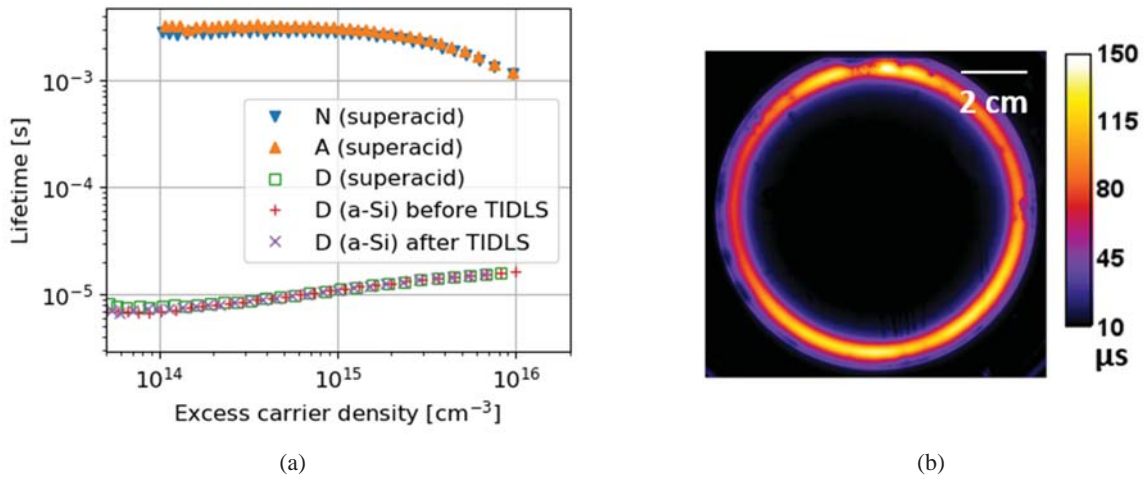 10⁻³
10⁻⁴
10⁻⁵
Lifetime [s]
N (superacid)
A (superacid)
D (superacid)
D (a-Si) before TIDLS
D (a-Si) after TIDLS
10¹⁴ 10¹⁵ 10¹⁶
Excess carrier density [cm⁻³]
(a)
2 cm
150
115
80
45
10
μs
(b)